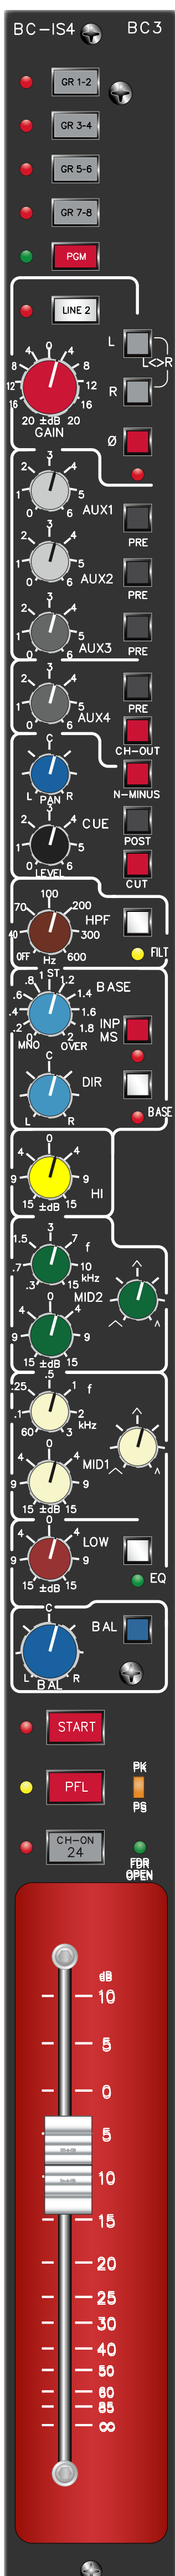 BC-IS4 BC3
GR 1-2
GR 3-4
GR 5-6
GR 7-8
PGM
LINE 2
0
4 4
8 8
12 12
16 16
20 ±dB 20
GAIN
L
L<>R
R
Ø
3
2 4
1 5
0 6
AUX1
PRE
3
2 4
1 5
0 6
AUX2
PRE
3
2 4
1 5
0 6
AUX3
PRE
3
2 4
1 5
0 6
AUX4
PRE
CH-OUT
C
L PAN R
N-MINUS
3
2 4
1 5
0 6
LEVEL
CUE
POST
CUT
100
70 200
40 300
OFF Hz 600
HPF
FILT
1 ST
.8 1.2
.6 1.4
.4 1.6
.2 1.8
0 2
MNO OVER
BASE
INP
MS
C
L R
DIR
BASE
0
4 4
9 9
15 ±dB 15
HI
3
1.5 7
.7 10
.3 kHz 15
f
MID2
0
4 4
9 9
15 ±dB 15
.5
.25 1
.1 2
60 kHz 3
f
MID1
0
4 4
9 9
15 ±dB 15
0
4 4
9 9
15 ±dB 15
LOW
EQ
C
L R
BAL
BAL
START
PFL
PK
PS
CH-ON
24
FDR
OPEN
dB
10
5
0
5
10
15
20
25
30
40
50
60
85
∞